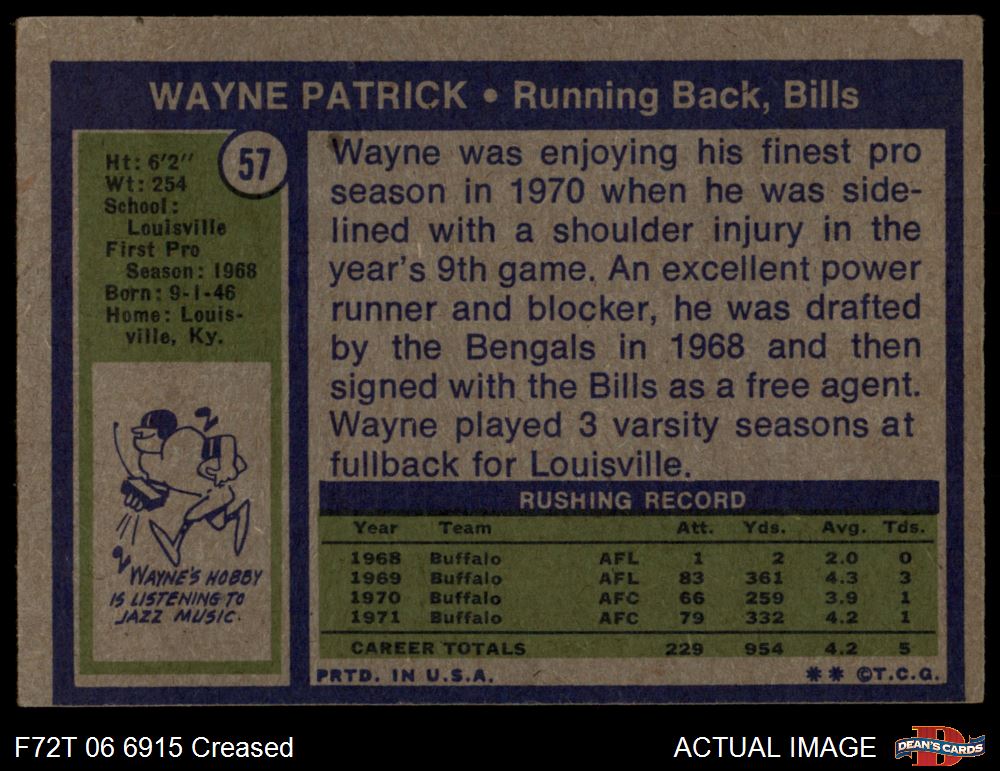 WAYNE PATRICK • Running Back, Bills
57
Ht: 6'2"
Wt: 254
School:
Louisville
First Pro
Season: 1968
Born: 9-1-46
Home: Louis-
ville, Ky.
WAYNE'S HOBBY
IS LISTENING TO
JAZZ MUSIC.
Wayne was enjoying his finest pro
season in 1970 when he was side-
lined with a shoulder injury in the
year's 9th game. An excellent power
runner and blocker, he was drafted
by the Bengals in 1968 and then
signed with the Bills as a free agent.
Wayne played 3 varsity seasons at
fullback for Louisville.
RUSHING RECORD
Year Team Att. Yds. Avg. Tds.
1968 Buffalo AFL 1 2 2.0 0
1969 Buffalo AFL 83 361 4.3 3
1970 Buffalo AFC 66 259 3.9 1
1971 Buffalo AFC 79 332 4.2 1
CAREER TOTALS 229 954 4.2 5
PRTD. IN U.S.A. ** ©T.C.G.
F72T 06 6915 Creased ACTUAL IMAGE D DEAN'S CARDS